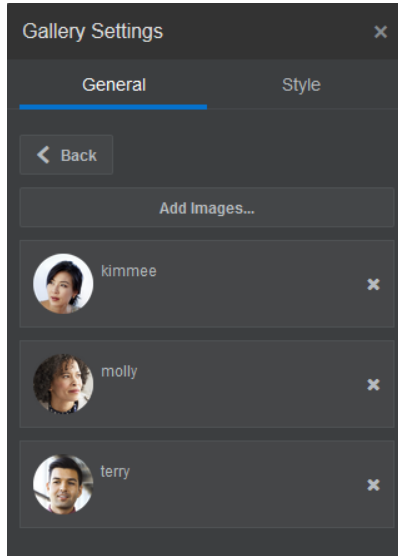 Gallery Settings
General Style
Back
Add Images...
kimmee
molly
terry